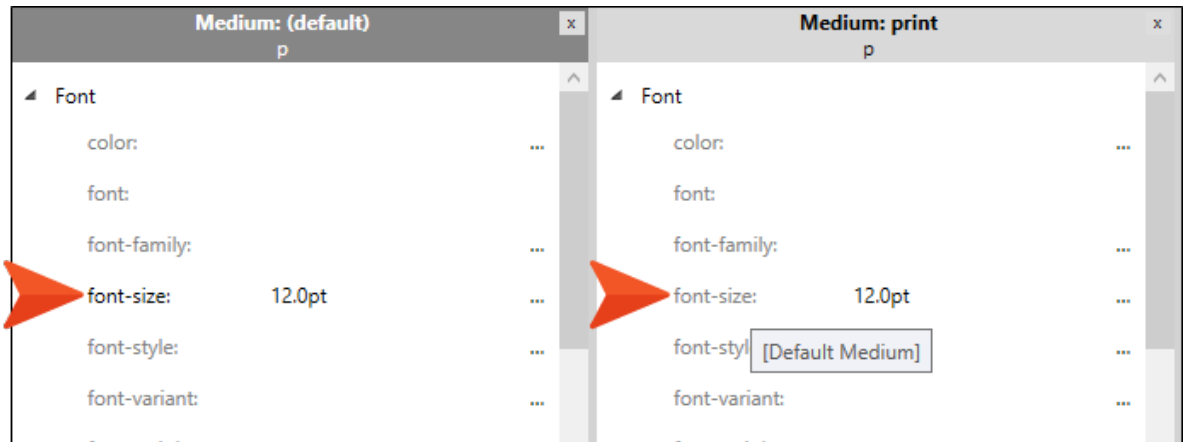 Medium: (default)
x
p
Font
color:
...
font:
font-family:
...
font-size: 12.0pt
...
font-style:
...
font-variant:
...
Medium: print
x
p
Font
color:
...
font:
font-family:
...
font-size: 12.0pt
...
font-styl
...
[Default Medium]
font-variant:
...